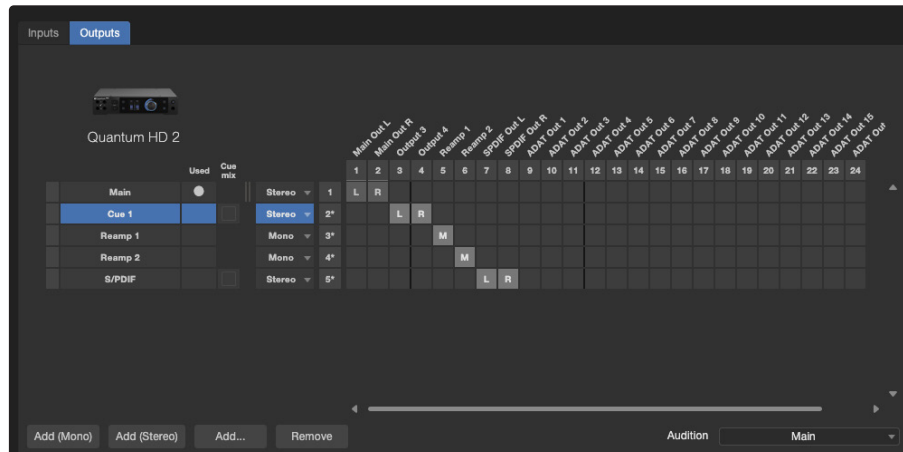 Inputs Outputs
Quantum HD 2
Used Cue mix
Main Out L Main Out R Output 3 Output 4 Reamp 1 Reamp 2 SPDIF Out L SPDIF Out R ADAT Out 1 ADAT Out 2 ADAT Out 3 ADAT Out 4 ADAT Out 5 ADAT Out 6 ADAT Out 7 ADAT Out 8 ADAT Out 9 ADAT Out 10 ADAT Out 11 ADAT Out 12 ADAT Out 13 ADAT Out 14 ADAT Out 15 ADAT Out
1 2 3 4 5 6 7 8 9 10 11 12 13 14 15 16 17 18 19 20 21 22 23 24
Main Stereo 1 L R
Cue 1 Stereo 2* L R
Reamp 1 Mono 3* M
Reamp 2 Mono 4* M
S/PDIF Stereo 5* L R
Add (Mono) Add (Stereo) Add... Remove Audition Main